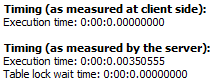 Timing (as measured at client side):
Execution time: 0:00:0.00000000
Timing (as measured by the server):
Execution time: 0:00:0.00350555
Table lock wait time: 0:00:0.00000000